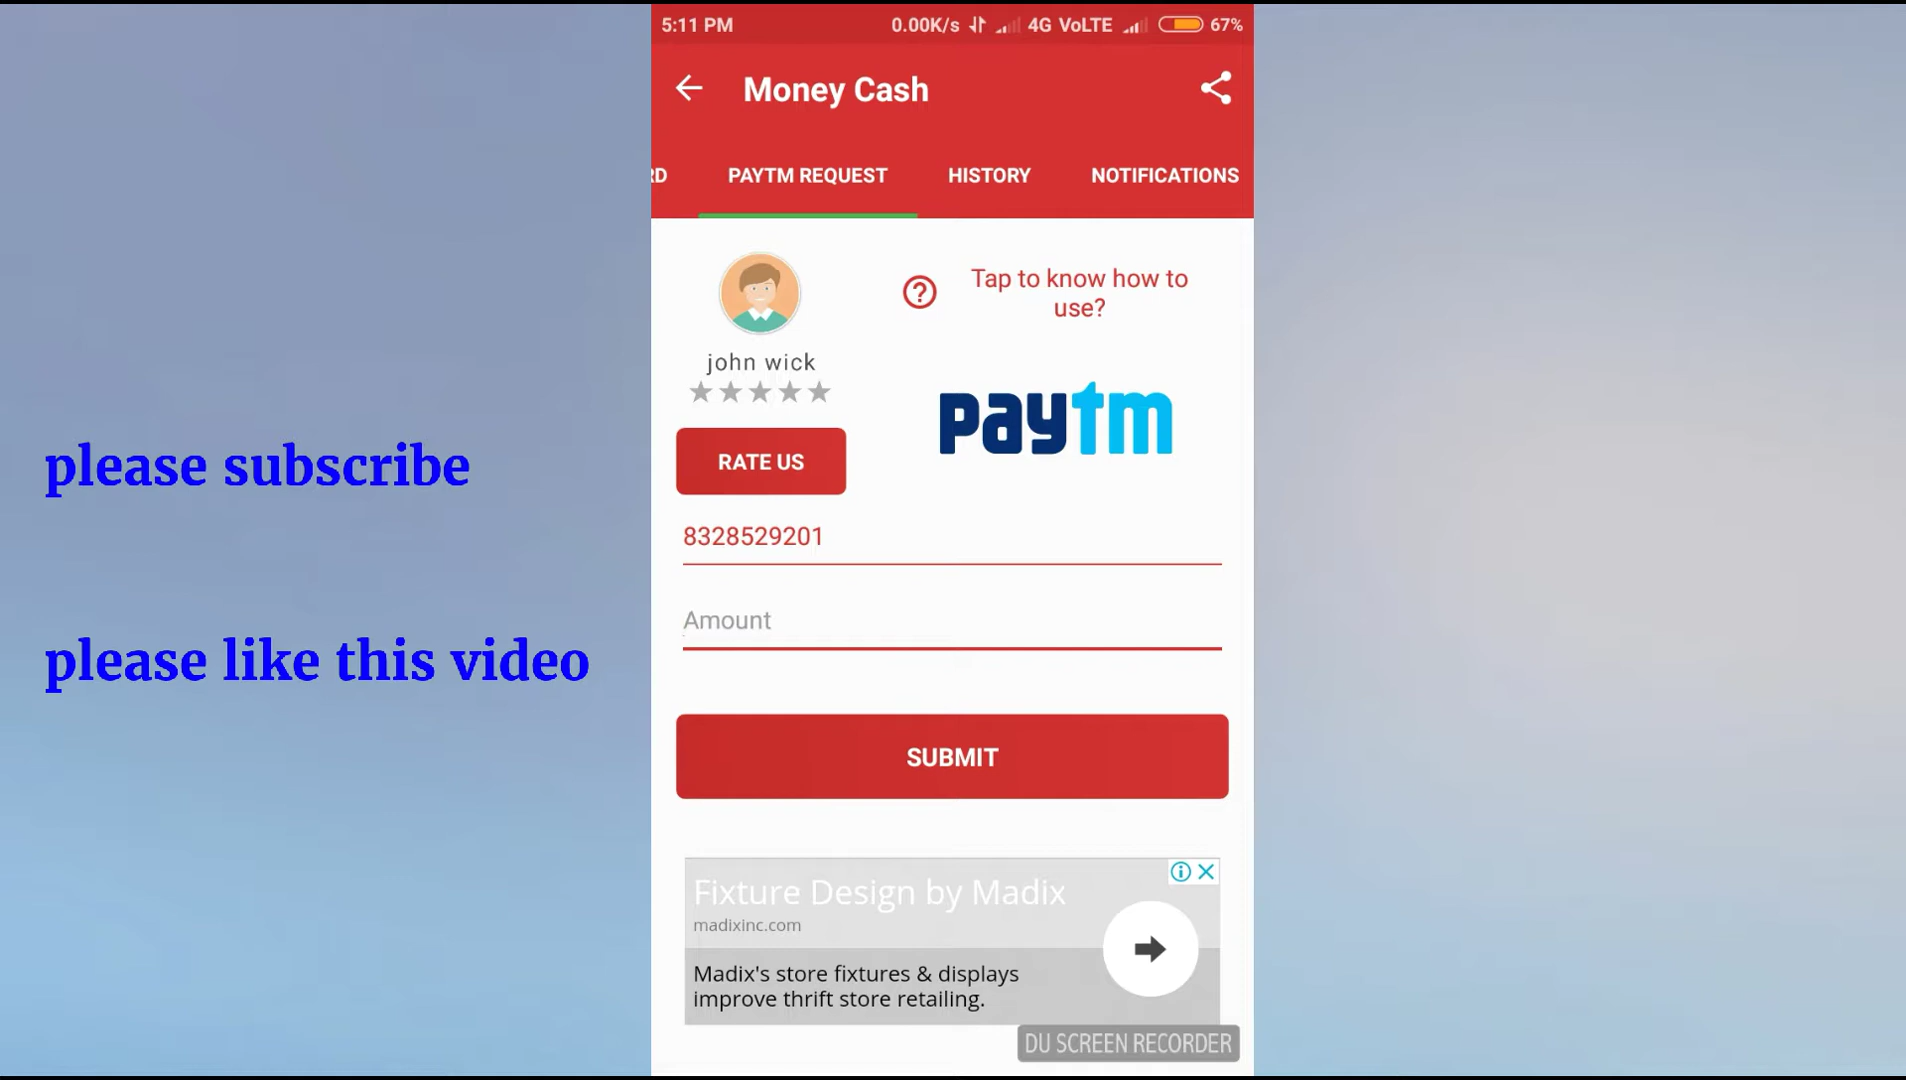 5:11 PM 0.00K/s 4G VoLTE 67%
Money Cash
RD PAYTM REQUEST HISTORY NOTIFICATIONS
Tap to know how to
use?
john wick
paytm
RATE US
please subscribe
8328529201
Amount
please like this video
SUBMIT
Fixture Design by Madix
madixinc.com
Madix's store fixtures & displays
improve thrift store retailing.
DU SCREEN RECORDER